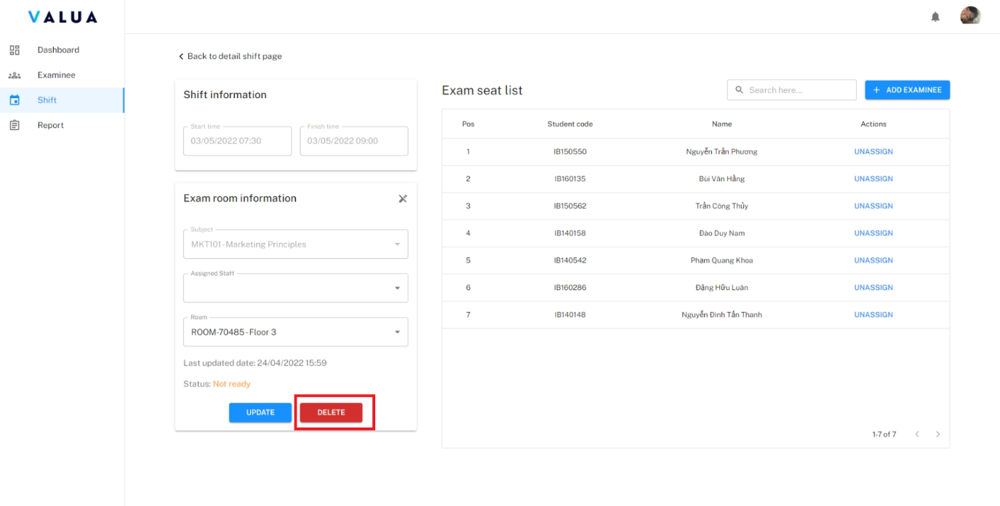 VALUA
Dashboard
Examinee
Shift
Report
Back to detail shift page
Shift information
Start time
03/05/2022 07:30
Finish time
03/05/2022 09:00
Exam room information
Subject
MKT101 - Marketing Principles
Assigned Staff
Room
ROOM-70485 - Floor 3
Last updated date: 24/04/2022 15:59
Status: Not ready
UPDATE
DELETE
Exam seat list
Search here...
+ ADD EXAMINEE
Pos Student code Name Actions
1 IB150550 Nguyễn Trần Phương UNASSIGN
2 IB160135 Bùi Văn Hằng UNASSIGN
3 IB150562 Trần Công Thủy UNASSIGN
4 IB140158 Đào Duy Nam UNASSIGN
5 IB140542 Phạm Quang Khoa UNASSIGN
6 IB160286 Đặng Hữu Luân UNASSIGN
7 IB140148 Nguyễn Đình Tấn Thanh UNASSIGN
1-7 of 7